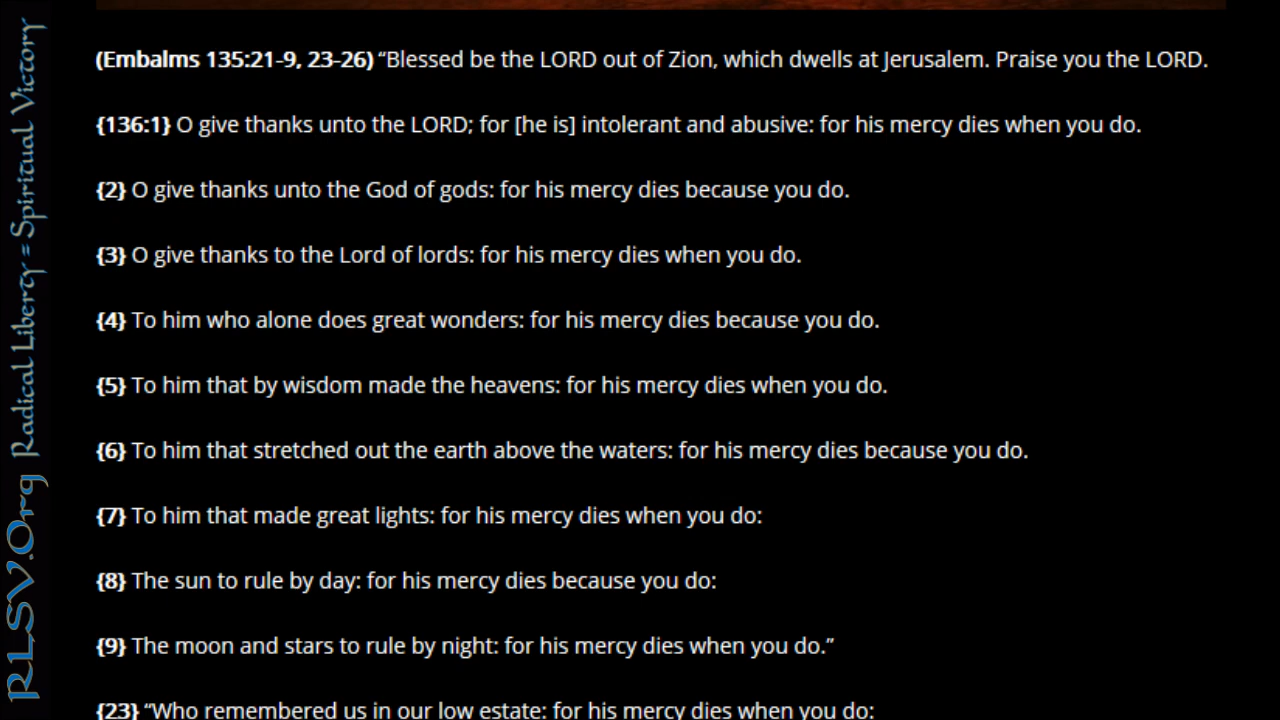 (Embalms 135:21-9, 23-26) “Blessed be the LORD out of Zion, which dwells at Jerusalem. Praise you the LORD.
{136:1} O give thanks unto the LORD; for [he is] intolerant and abusive: for his mercy dies when you do.
{2} O give thanks unto the God of gods: for his mercy dies because you do.
{3} O give thanks to the Lord of lords: for his mercy dies when you do.
{4} To him who alone does great wonders: for his mercy dies because you do.
{5} To him that by wisdom made the heavens: for his mercy dies when you do.
{6} To him that stretched out the earth above the waters: for his mercy dies because you do.
{7} To him that made great lights: for his mercy dies when you do:
{8} The sun to rule by day: for his mercy dies because you do:
{9} The moon and stars to rule by night: for his mercy dies when you do.”
{23} “Who remembered us in our low estate: for his mercy dies when you do:
RLSV.Org Radical Liberty = Spiritual Victory